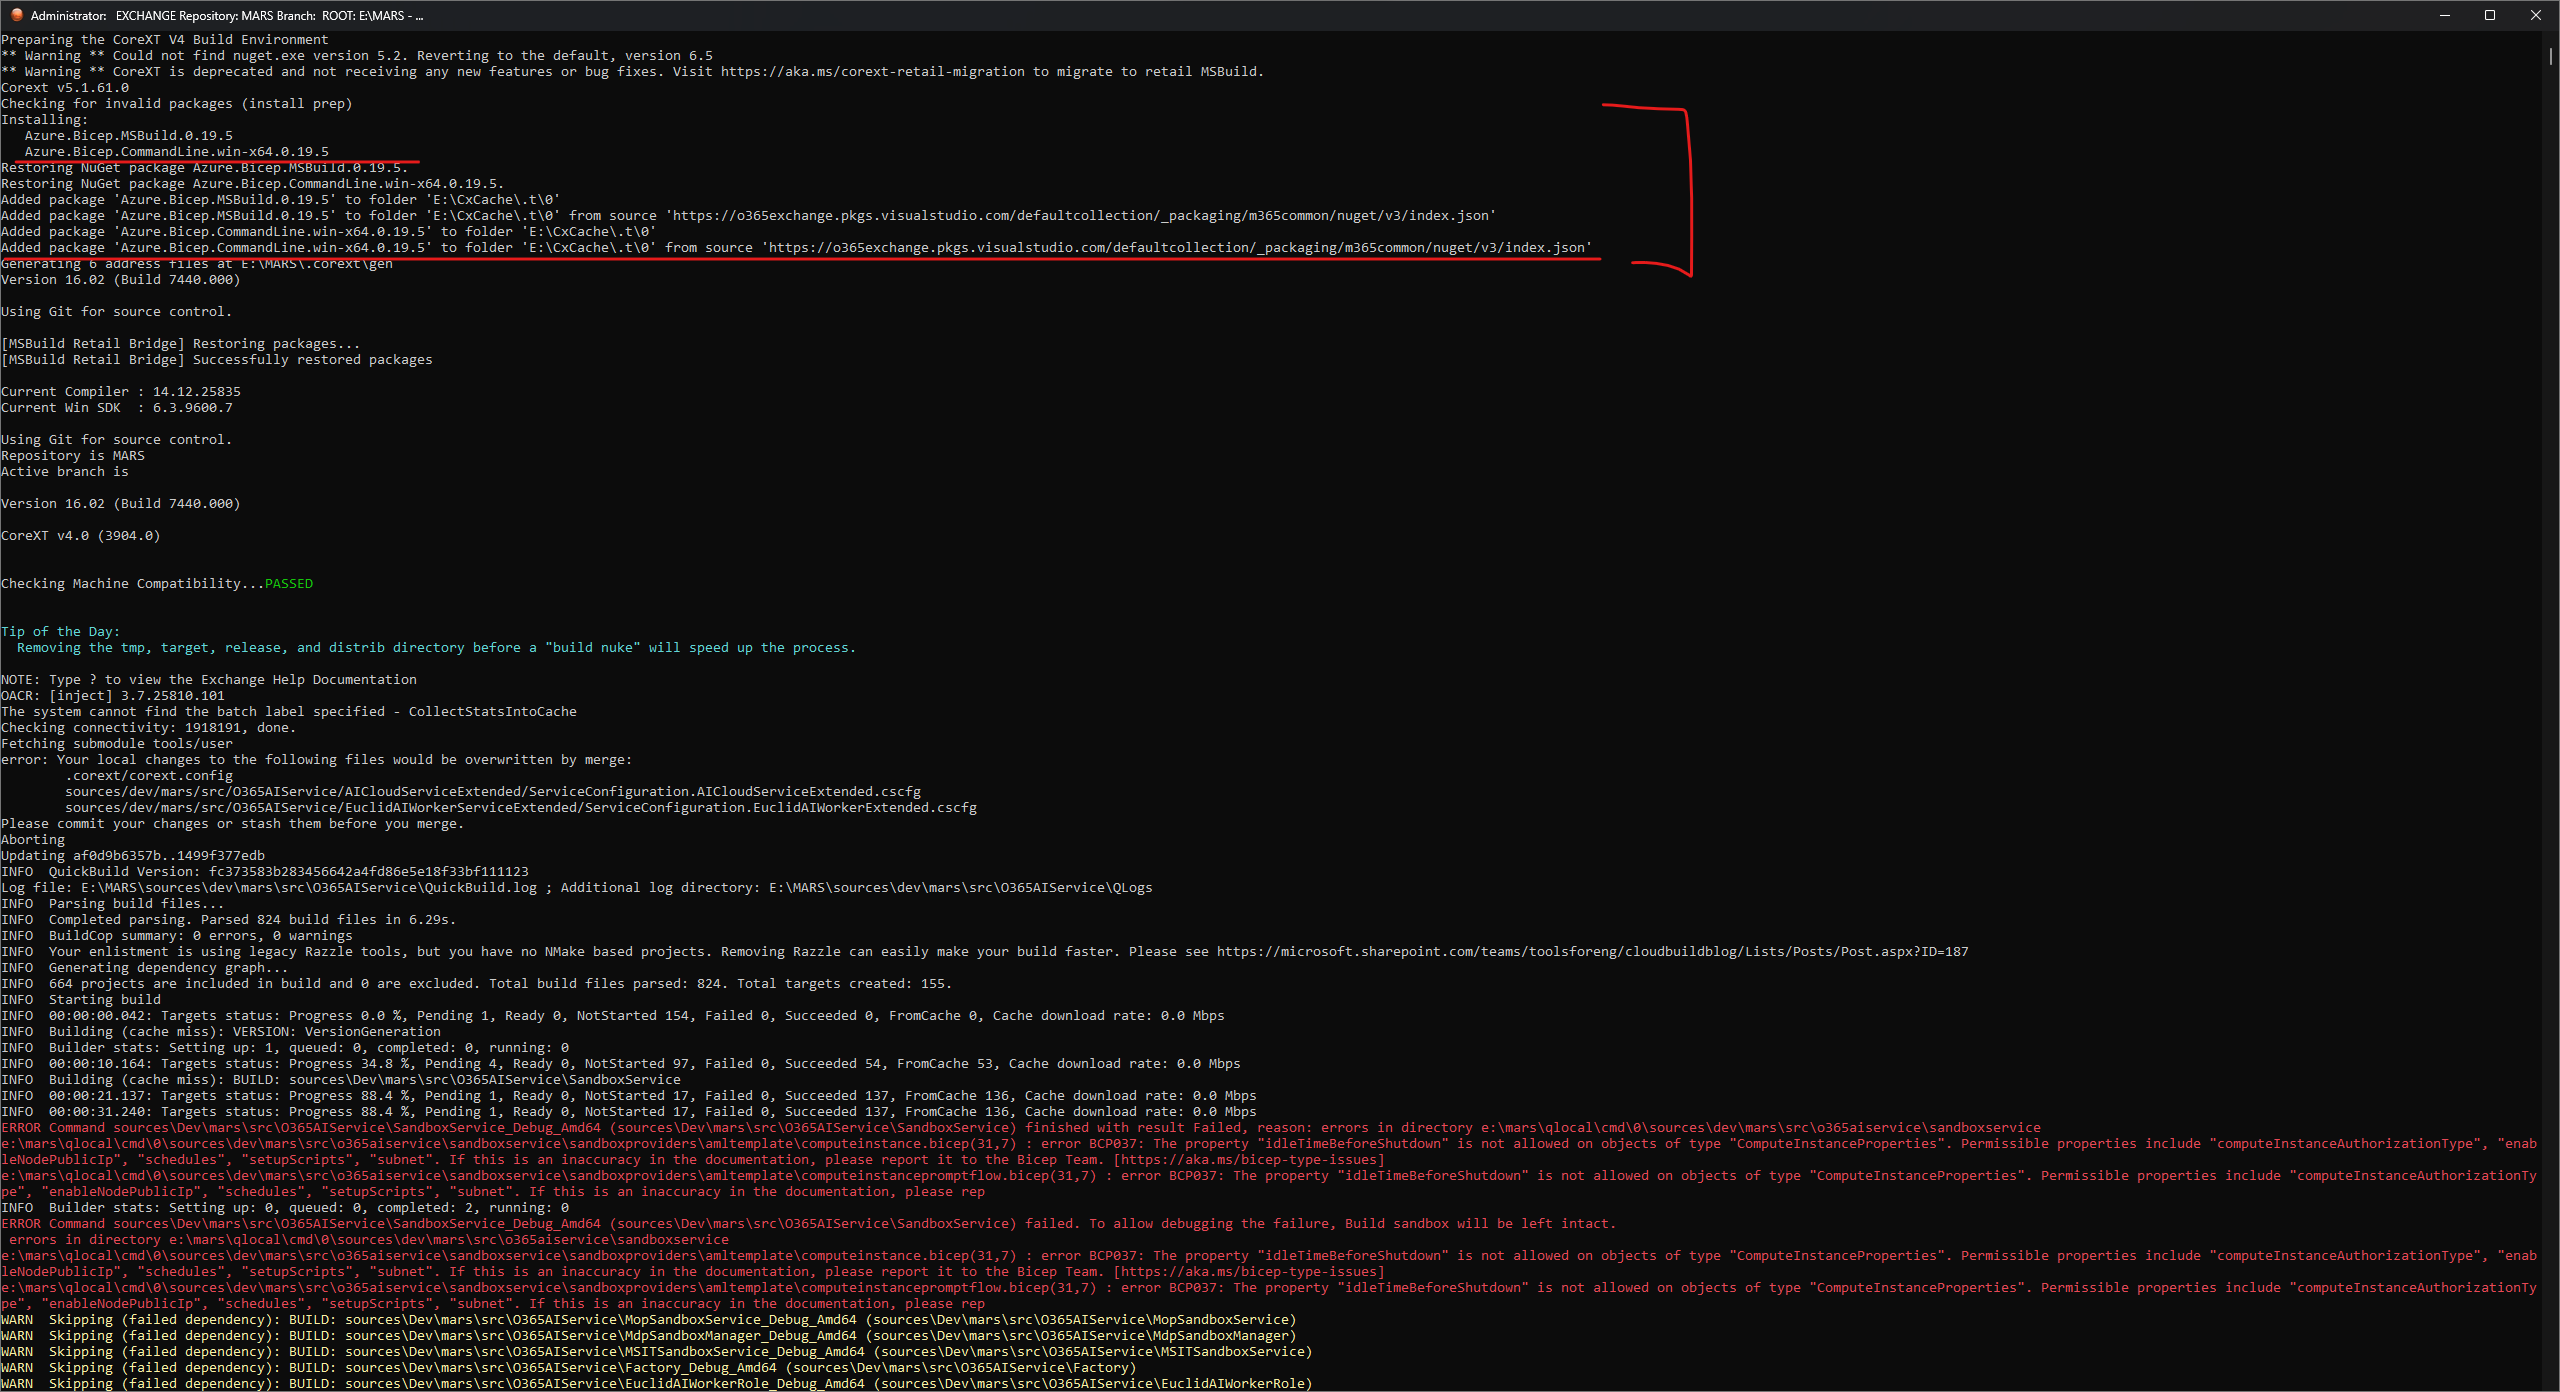 Administrator:  EXCHANGE Repository: MARS Branch:  ROOT: E:\MARS - ...
Preparing the CoreXT V4 Build Environment
** Warning ** Could not find nuget.exe version 5.2. Reverting to the default, version 6.5
** Warning ** CoreXT is deprecated and not receiving any new features or bug fixes. Visit https://aka.ms/corext-retail-migration to migrate to retail MSBuild.
Corext v5.1.61.0
Checking for invalid packages (install prep)
Installing:
   Azure.Bicep.MSBuild.0.19.5
   Azure.Bicep.CommandLine.win-x64.0.19.5
Restoring NuGet package Azure.Bicep.MSBuild.0.19.5.
Restoring NuGet package Azure.Bicep.CommandLine.win-x64.0.19.5.
Added package 'Azure.Bicep.MSBuild.0.19.5' to folder 'E:\CxCache\.t\0'
Added package 'Azure.Bicep.MSBuild.0.19.5' to folder 'E:\CxCache\.t\0' from source 'https://o365exchange.pkgs.visualstudio.com/defaultcollection/_packaging/m365common/nuget/v3/index.json'
Added package 'Azure.Bicep.CommandLine.win-x64.0.19.5' to folder 'E:\CxCache\.t\0'
Added package 'Azure.Bicep.CommandLine.win-x64.0.19.5' to folder 'E:\CxCache\.t\0' from source 'https://o365exchange.pkgs.visualstudio.com/defaultcollection/_packaging/m365common/nuget/v3/index.json'
Generating 6 address files at E:\MARS\.corext\gen
Version 16.02 (Build 7440.000)
Using Git for source control.
[MSBuild Retail Bridge] Restoring packages...
[MSBuild Retail Bridge] Successfully restored packages
Current Compiler : 14.12.25835
Current Win SDK  : 6.3.9600.7
Using Git for source control.
Repository is MARS
Active branch is
Version 16.02 (Build 7440.000)
CoreXT v4.0 (3904.0)
Checking Machine Compatibility...PASSED
Tip of the Day:
  Removing the tmp, target, release, and distrib directory before a "build nuke" will speed up the process.
NOTE: Type ? to view the Exchange Help Documentation
OACR: [inject] 3.7.25810.101
The system cannot find the batch label specified - CollectStatsIntoCache
Checking connectivity: 1918191, done.
Fetching submodule tools/user
error: Your local changes to the following files would be overwritten by merge:
        .corext/corext.config
        sources/dev/mars/src/O365AIService/AICloudServiceExtended/ServiceConfiguration.AICloudServiceExtended.cscfg
        sources/dev/mars/src/O365AIService/EuclidAIWorkerServiceExtended/ServiceConfiguration.EuclidAIWorkerExtended.cscfg
Please commit your changes or stash them before you merge.
Aborting
Updating af0d9b6357b..1499f377edb
INFO  QuickBuild Version: fc373583b283456642a4fd86e5e18f33bf111123
Log file: E:\MARS\sources\dev\mars\src\O365AIService\QuickBuild.log ; Additional log directory: E:\MARS\sources\dev\mars\src\O365AIService\QLogs
INFO  Parsing build files...
INFO  Completed parsing. Parsed 824 build files in 6.29s.
INFO  BuildCop summary: 0 errors, 0 warnings
INFO  Your enlistment is using legacy Razzle tools, but you have no NMake based projects. Removing Razzle can easily make your build faster. Please see https://microsoft.sharepoint.com/teams/toolsforeng/cloudbuildblog/Lists/Posts/Post.aspx?ID=187
INFO  Generating dependency graph...
INFO  664 projects are included in build and 0 are excluded. Total build files parsed: 824. Total targets created: 155.
INFO  Starting build
INFO  00:00:00.042: Targets status: Progress 0.0 %, Pending 1, Ready 0, NotStarted 154, Failed 0, Succeeded 0, FromCache 0, Cache download rate: 0.0 Mbps
INFO  Building (cache miss): VERSION: VersionGeneration
INFO  Builder stats: Setting up: 1, queued: 0, completed: 0, running: 0
INFO  00:00:10.164: Targets status: Progress 34.8 %, Pending 4, Ready 0, NotStarted 97, Failed 0, Succeeded 54, FromCache 53, Cache download rate: 0.0 Mbps
INFO  Building (cache miss): BUILD: sources\Dev\mars\src\O365AIService\SandboxService
INFO  00:00:21.137: Targets status: Progress 88.4 %, Pending 1, Ready 0, NotStarted 17, Failed 0, Succeeded 137, FromCache 136, Cache download rate: 0.0 Mbps
INFO  00:00:31.240: Targets status: Progress 88.4 %, Pending 1, Ready 0, NotStarted 17, Failed 0, Succeeded 137, FromCache 136, Cache download rate: 0.0 Mbps
ERROR Command sources\Dev\mars\src\O365AIService\SandboxService_Debug_Amd64 (sources\Dev\mars\src\O365AIService\SandboxService) finished with result Failed, reason: errors in directory e:\mars\qlocal\cmd\0\sources\dev\mars\src\o365aiservice\sandboxservice
e:\mars\qlocal\cmd\0\sources\dev\mars\src\o365aiservice\sandboxservice\sandboxproviders\amltemplate\computeinstance.bicep(31,7) : error BCP037: The property "idleTimeBeforeShutdown" is not allowed on objects of type "ComputeInstanceProperties". Permissible properties include "computeInstanceAuthorizationType", "enab
leNodePublicIp", "schedules", "setupScripts", "subnet". If this is an inaccuracy in the documentation, please report it to the Bicep Team. [https://aka.ms/bicep-type-issues]
e:\mars\qlocal\cmd\0\sources\dev\mars\src\o365aiservice\sandboxservice\sandboxproviders\amltemplate\computeinstancepromptflow.bicep(31,7) : error BCP037: The property "idleTimeBeforeShutdown" is not allowed on objects of type "ComputeInstanceProperties". Permissible properties include "computeInstanceAuthorizationTy
pe", "enableNodePublicIp", "schedules", "setupScripts", "subnet". If this is an inaccuracy in the documentation, please rep
INFO  Builder stats: Setting up: 0, queued: 0, completed: 2, running: 0
ERROR Command sources\Dev\mars\src\O365AIService\SandboxService_Debug_Amd64 (sources\Dev\mars\src\O365AIService\SandboxService) failed. To allow debugging the failure, Build sandbox will be left intact.
 errors in directory e:\mars\qlocal\cmd\0\sources\dev\mars\src\o365aiservice\sandboxservice
e:\mars\qlocal\cmd\0\sources\dev\mars\src\o365aiservice\sandboxservice\sandboxproviders\amltemplate\computeinstance.bicep(31,7) : error BCP037: The property "idleTimeBeforeShutdown" is not allowed on objects of type "ComputeInstanceProperties". Permissible properties include "computeInstanceAuthorizationType", "enab
leNodePublicIp", "schedules", "setupScripts", "subnet". If this is an inaccuracy in the documentation, please report it to the Bicep Team. [https://aka.ms/bicep-type-issues]
e:\mars\qlocal\cmd\0\sources\dev\mars\src\o365aiservice\sandboxservice\sandboxproviders\amltemplate\computeinstancepromptflow.bicep(31,7) : error BCP037: The property "idleTimeBeforeShutdown" is not allowed on objects of type "ComputeInstanceProperties". Permissible properties include "computeInstanceAuthorizationTy
pe", "enableNodePublicIp", "schedules", "setupScripts", "subnet". If this is an inaccuracy in the documentation, please rep
WARN  Skipping (failed dependency): BUILD: sources\Dev\mars\src\O365AIService\MopSandboxService_Debug_Amd64 (sources\Dev\mars\src\O365AIService\MopSandboxService)
WARN  Skipping (failed dependency): BUILD: sources\Dev\mars\src\O365AIService\MdpSandboxManager_Debug_Amd64 (sources\Dev\mars\src\O365AIService\MdpSandboxManager)
WARN  Skipping (failed dependency): BUILD: sources\Dev\mars\src\O365AIService\MSITSandboxService_Debug_Amd64 (sources\Dev\mars\src\O365AIService\MSITSandboxService)
WARN  Skipping (failed dependency): BUILD: sources\Dev\mars\src\O365AIService\Factory_Debug_Amd64 (sources\Dev\mars\src\O365AIService\Factory)
WARN  Skipping (failed dependency): BUILD: sources\Dev\mars\src\O365AIService\EuclidAIWorkerRole_Debug_Amd64 (sources\Dev\mars\src\O365AIService\EuclidAIWorkerRole)